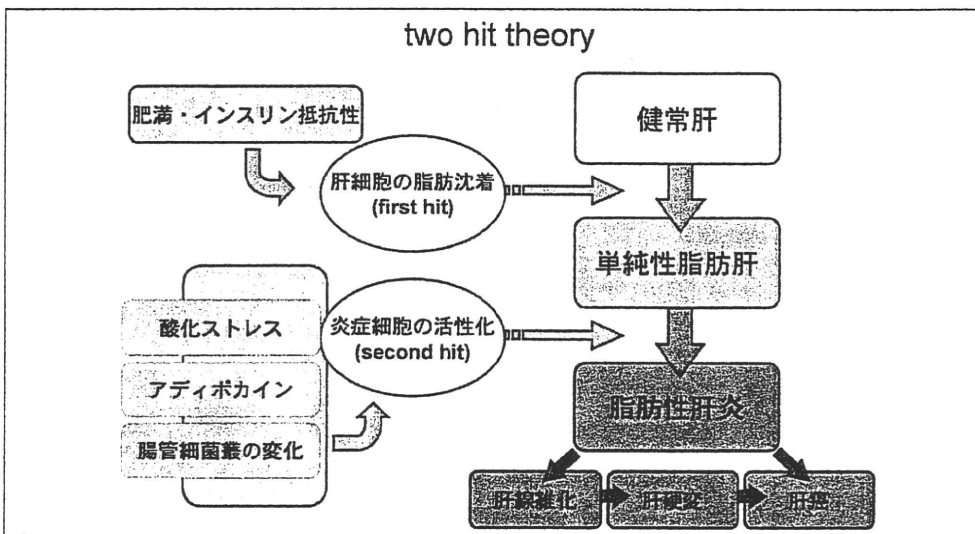 two hit theory
肥満・インスリン抵抗性
健常肝
肝細胞の脂肪沈着
(first hit)
単純性脂肪肝
酸化ストレス
炎症細胞の活性化
(second hit)
アディポカイン
脂肪性肝炎
腸管細菌叢の変化
肝線維化
肝硬変
肝癌